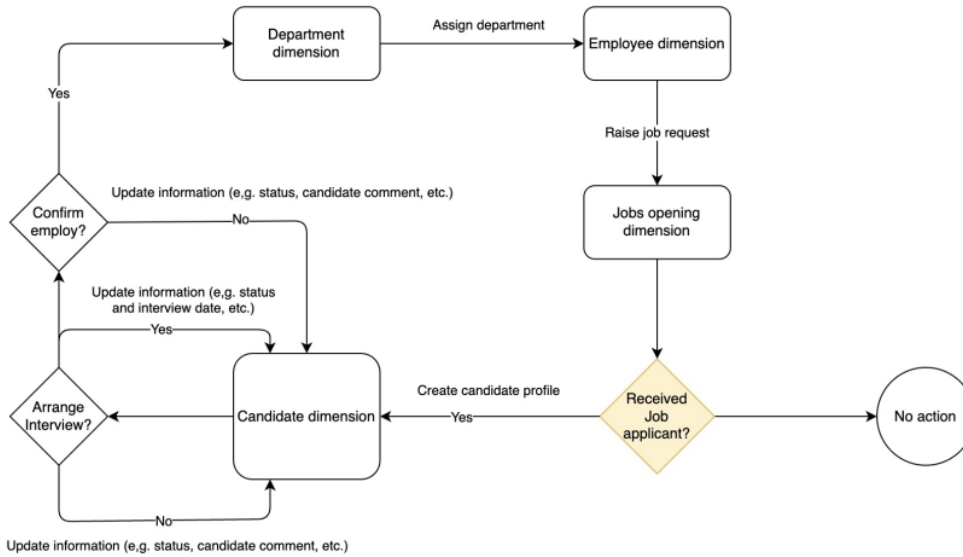 Department
dimension
Assign department
Employee dimension
Yes
Raise job request
Update information (e,g. status, candidate comment, etc.)
Confirm
employ?
No
Jobs opening
dimension
Update information (e,g. status
and interview date, etc.)
Yes
Arrange
Interview?
Candidate dimension
Create candidate profile
Yes
Received
Job
applicant?
No action
No
Update information (e,g. status, candidate comment, etc.)